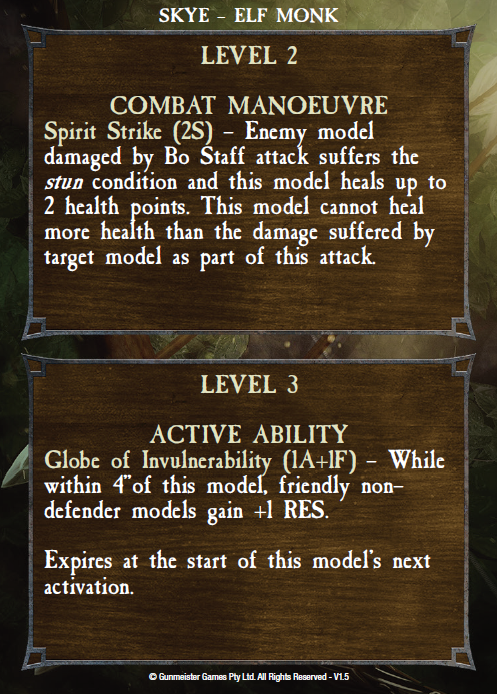 SKYE – ELF MONK
LEVEL 2
COMBAT MANOEUVRE
Spirit Strike (2S) – Enemy model
damaged by Bo Staff attack suffers the
stun condition and this model heals up to
2 health points. This model cannot heal
more health than the damage suffered by
target model as part of this attack.
LEVEL 3
ACTIVE ABILITY
Globe of Invulnerability (1A+1F) – While
within 4" of this model, friendly non-
defender models gain +1 RES.
Expires at the start of this model's next
activation.
© Gunmeister Games Pty Ltd. All Rights Reserved - V1.5